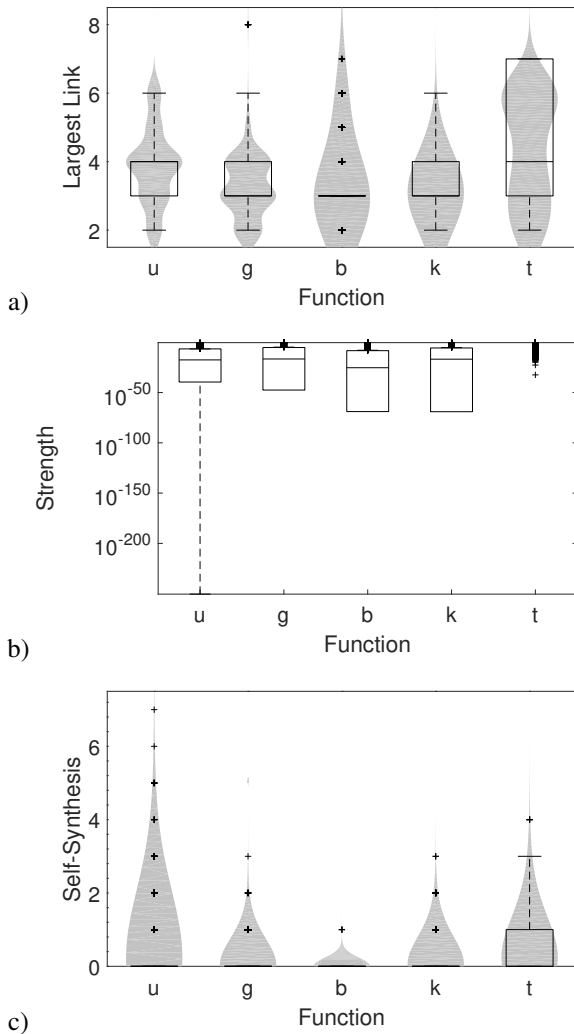 8
6
4
2
Largest Link
u g b k t
Function
a)
10^-50
10^-100
10^-150
10^-200
Strength
u g b k t
Function
b)
6
4
2
0
Self-Synthesis
u g b k t
Function
c)